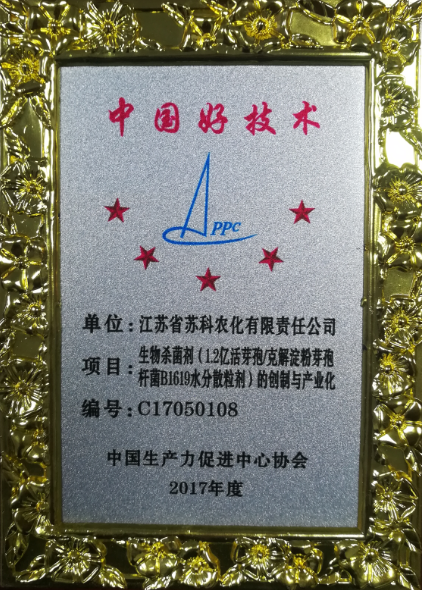 中国好技术
PPC
单位：江苏省苏科农化有限责任公司
项目：生物杀菌剂（1.2亿活芽孢/克解淀粉芽孢
杆菌B1619水分散粒剂）的创制与产业化
编号：C17050108
中国生产力促进中心协会
2017年度